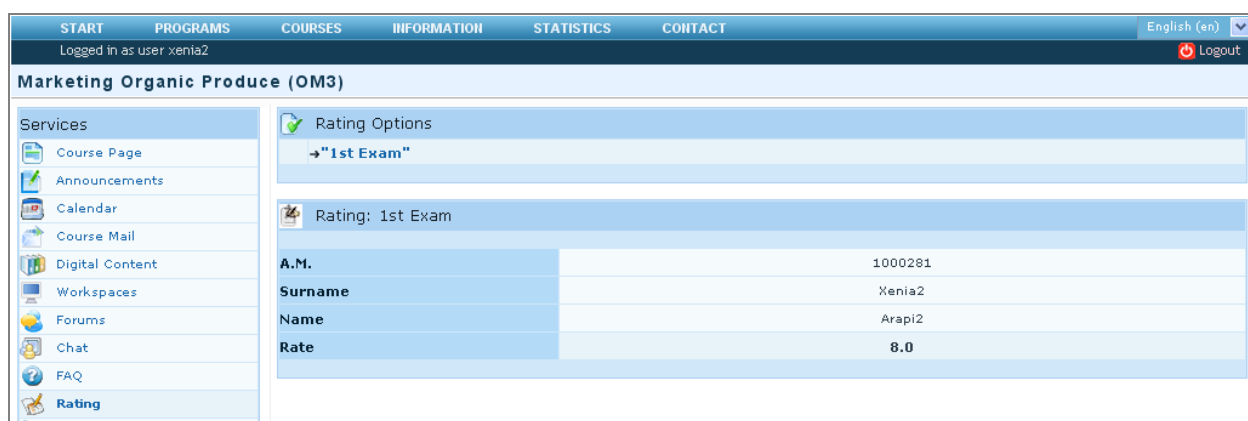 START PROGRAMS COURSES INFORMATION STATISTICS CONTACT English (en)
Logged in as user xenia2 Logout
Marketing Organic Produce (OM3)
Services
Course Page
Announcements
Calendar
Course Mail
Digital Content
Workspaces
Forums
Chat
FAQ
Rating
Rating Options
→"1st Exam"
Rating: 1st Exam
A.M. 1000281
Surname Xenia2
Name Arapi2
Rate 8.0